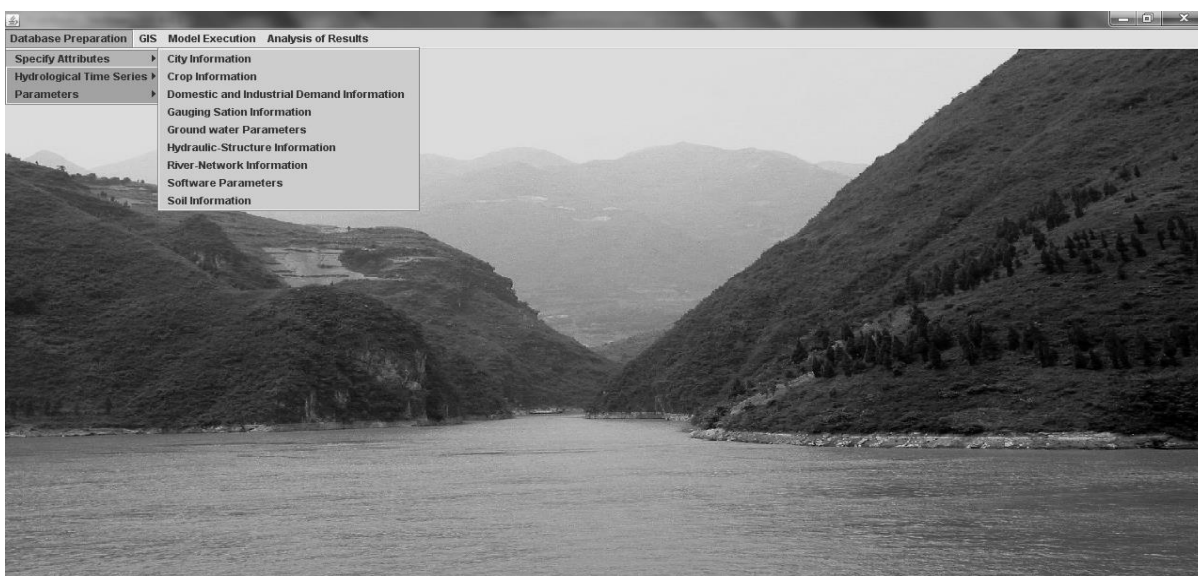 Database Preparation GIS Model Execution Analysis of Results
Specify Attributes
Hydrological Time Series
Parameters
City Information
Crop Information
Domestic and Industrial Demand Information
Gauging Sation Information
Ground water Parameters
Hydraulic-Structure Information
River-Network Information
Software Parameters
Soil Information